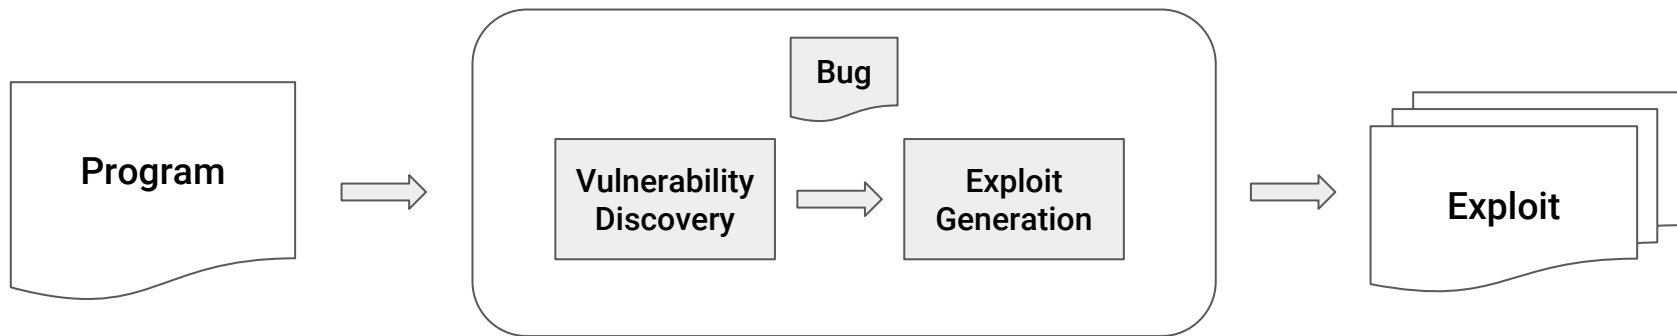 Program
Bug
Vulnerability
Discovery
Exploit
Generation
Exploit